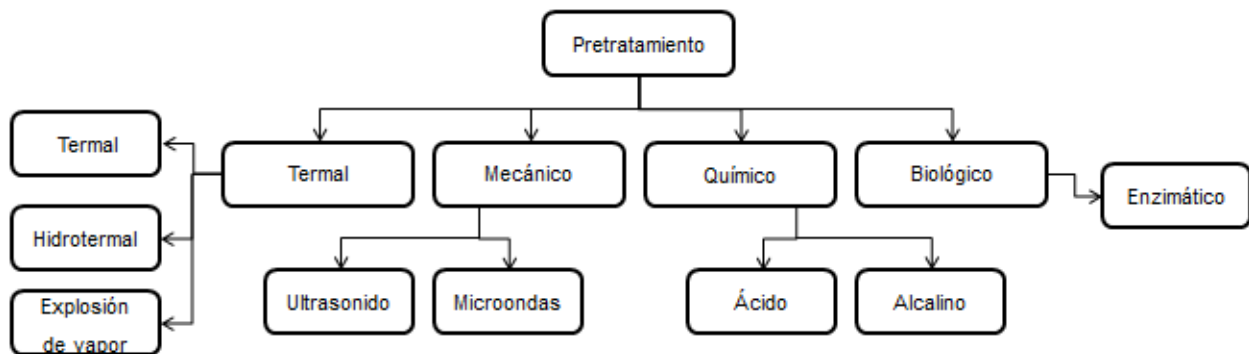 Pretratamiento
Termal
Termal
Mecánico
Químico
Biológico
Enzimático
Hidrotermal
Ultrasonido
Microondas
Ácido
Alcalino
Explosión
de vapor